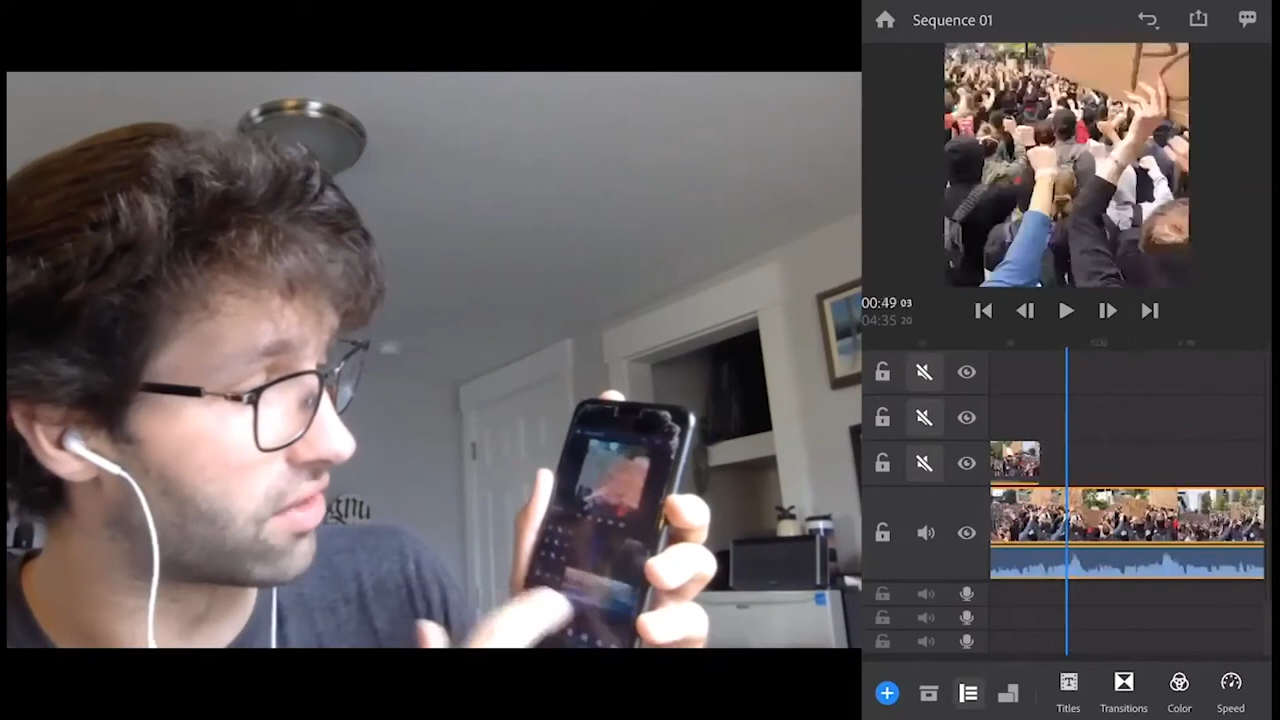 Sequence 01
00:49 03
04:35 20
Titles
Transitions
Color
Speed